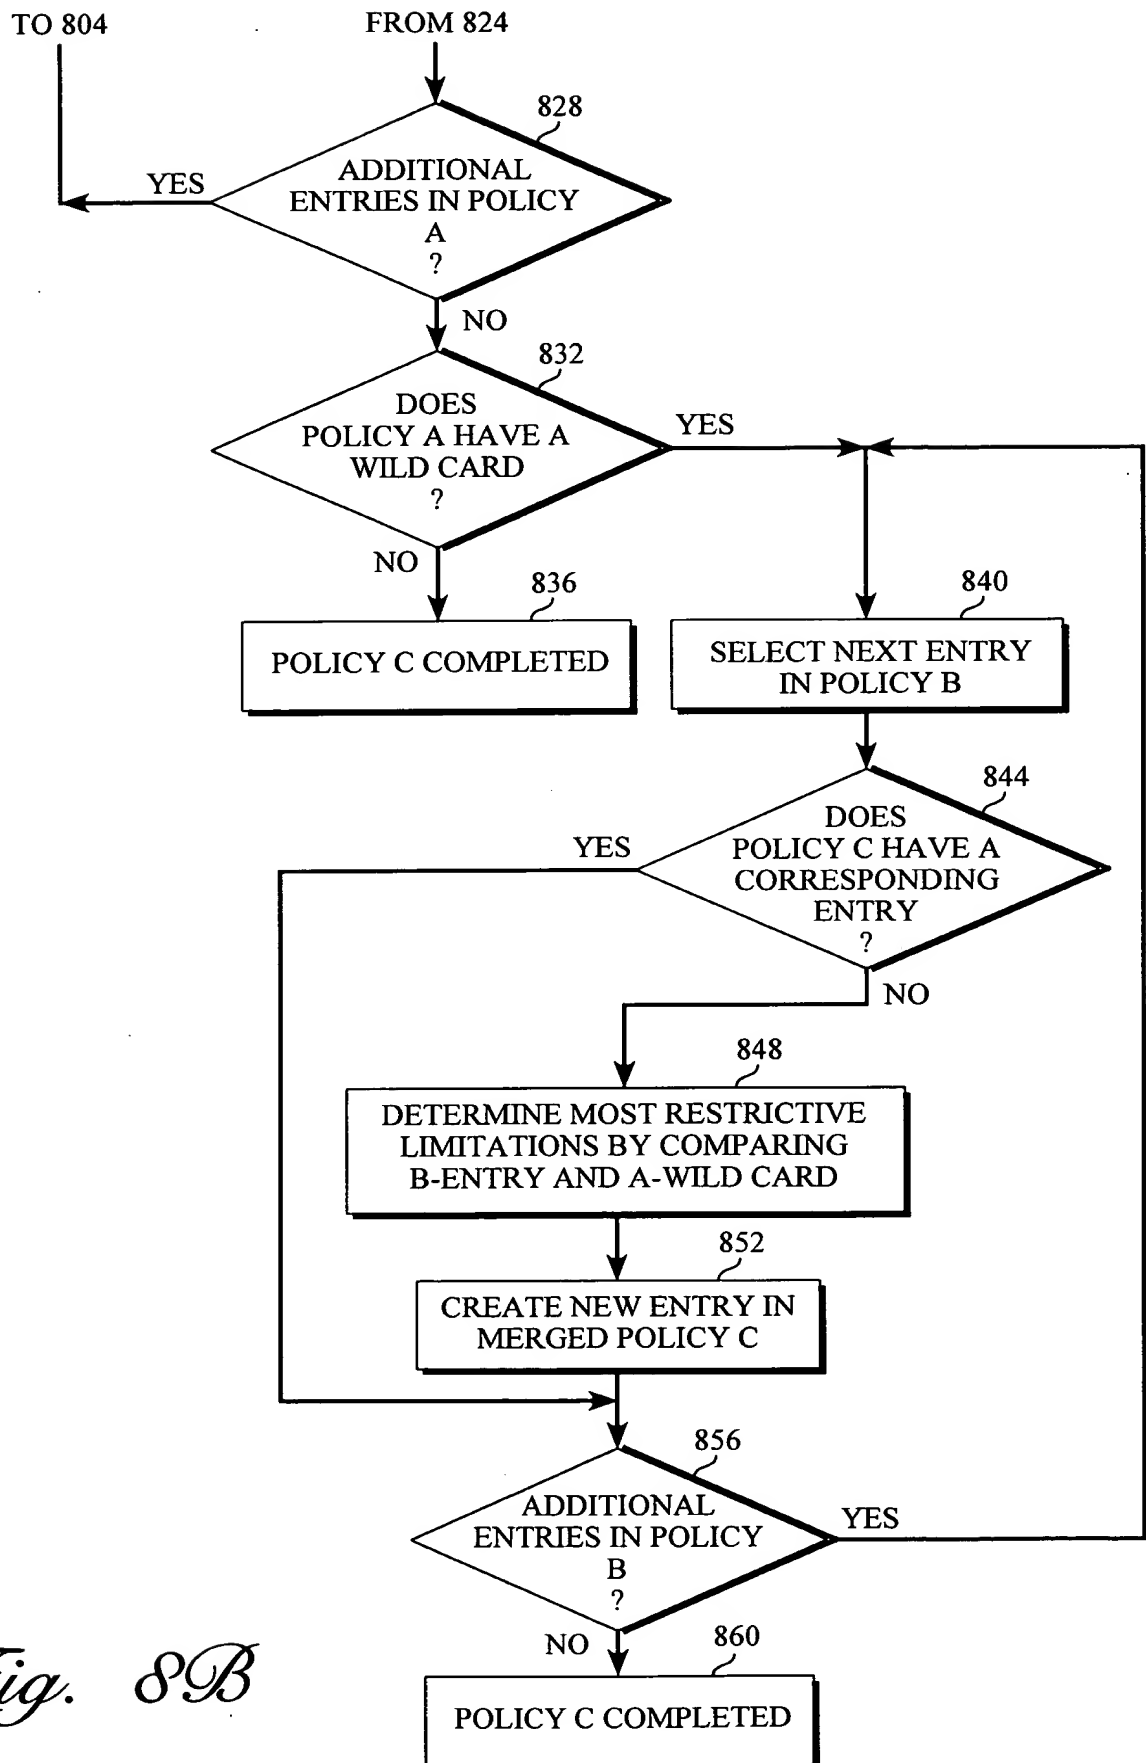 TO 804
FROM 824
828
ADDITIONAL
ENTRIES IN POLICY
A
?
YES
NO
832
DOES
POLICY A HAVE A
WILD CARD
?
YES
NO
836
POLICY C COMPLETED
840
SELECT NEXT ENTRY
IN POLICY B
844
DOES
POLICY C HAVE A
CORRESPONDING
ENTRY
?
YES
NO
848
DETERMINE MOST RESTRICTIVE
LIMITATIONS BY COMPARING
B-ENTRY AND A-WILD CARD
852
CREATE NEW ENTRY IN
MERGED POLICY C
856
ADDITIONAL
ENTRIES IN POLICY
B
?
YES
NO
860
POLICY C COMPLETED
ig. 8B